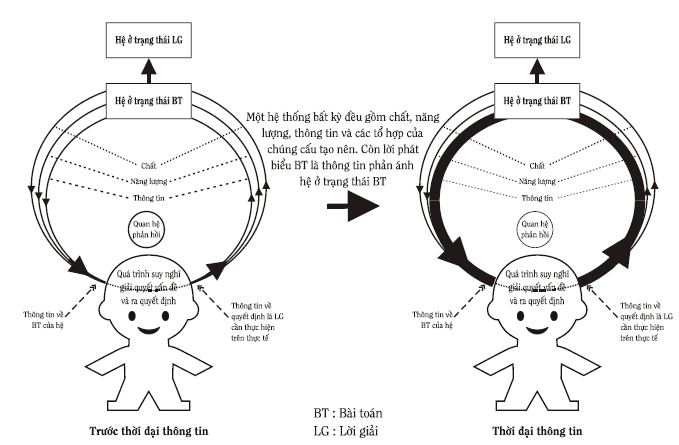 Hệ ở trạng thái LG
Hệ ở trạng thái BT
Chất
Năng lượng
Thông tin
Quan hệ
phản hồi
Quá trình suy nghĩ
giải quyết vấn đề
và ra quyết định
Thông tin về
BT của hệ
Thông tin về
quyết định là LG
cần thực hiện
trên thực tế
Trước thời đại thông tin
Một hệ thống bất kỳ đều gồm chất, năng
lượng, thông tin và các tổ hợp của
chúng cấu tạo nên. Còn lời phát
biểu BT là thông tin phản ánh
hệ ở trạng thái BT
BT : Bài toán
LG : Lời giải
Hệ ở trạng thái LG
Hệ ở trạng thái BT
Chất
Năng lượng
Thông tin
Quan hệ
phản hồi
Quá trình suy nghĩ
giải quyết vấn đề
và ra quyết định
Thông tin về
BT của hệ
Thông tin về
quyết định là LG
cần thực hiện
trên thực tế
Thời đại thông tin